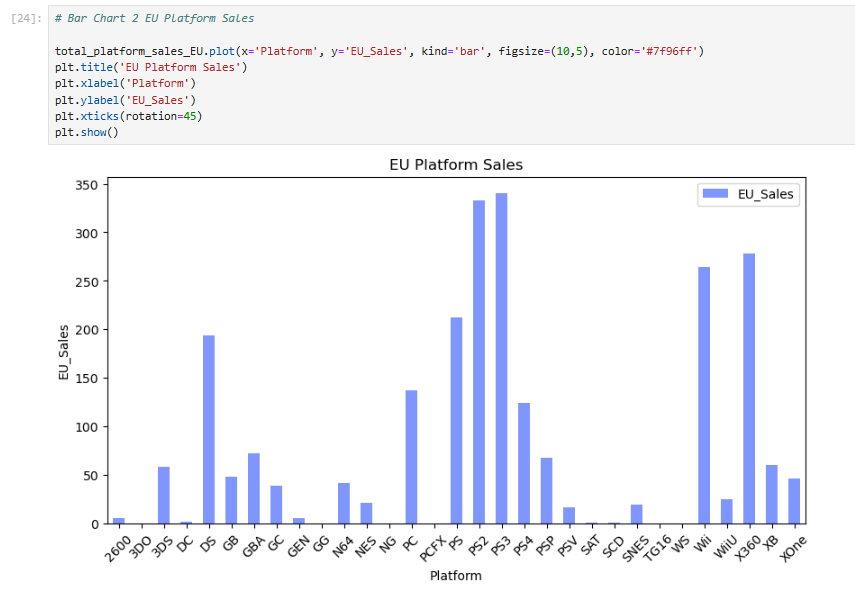 [24]: # Bar Chart 2 EU Platform Sales
total_platform_sales_EU.plot(x='Platform', y='EU_Sales', kind='bar', figsize=(10,5), color='#7f96ff')
plt.title('EU Platform Sales')
plt.xlabel('Platform')
plt.ylabel('EU_Sales')
plt.xticks(rotation=45)
plt.show()
EU Platform Sales
EU_Sales
350
300
250
200
150
100
50
0
EU_Sales
2600 3DO 3DS DC DS GB GBA GC GEN GG N64 NES NG PC PCFX PS PS2 PS3 PS4 PSP PSV SAT SCD SNES TG16 WS Wii WiiU X360 XB XOne
Platform